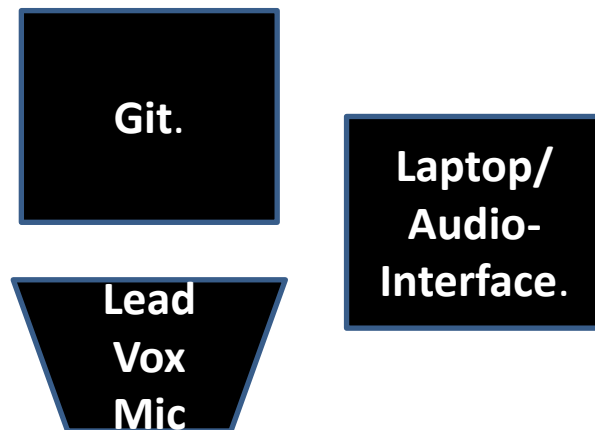 Git.
Laptop/
Audio-
Interface.
Lead
Vox
Mic